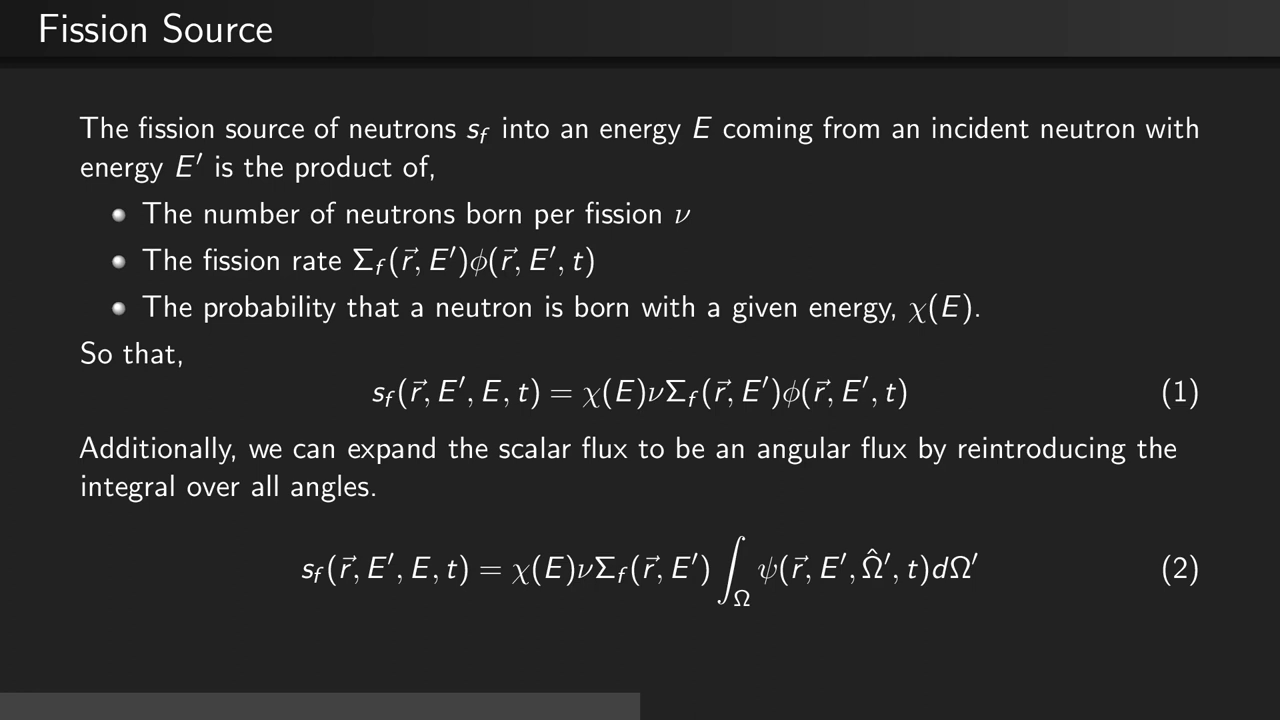 Fission Source
The fission source of neutrons s_f into an energy E coming from an incident neutron with
energy E′ is the product of,
The number of neutrons born per fission ν
The fission rate Σ_f(r⃗, E′)ϕ(r⃗, E′, t)
The probability that a neutron is born with a given energy, χ(E).
So that,
s_f(r⃗, E′, E, t) = χ(E)νΣ_f(r⃗, E′)ϕ(r⃗, E′, t) (1)
Additionally, we can expand the scalar flux to be an angular flux by reintroducing the
integral over all angles.
s_f(r⃗, E′, E, t) = χ(E)νΣ_f(r⃗, E′) ∫_Ω ψ(r⃗, E′, Ω̂′, t)dΩ′ (2)